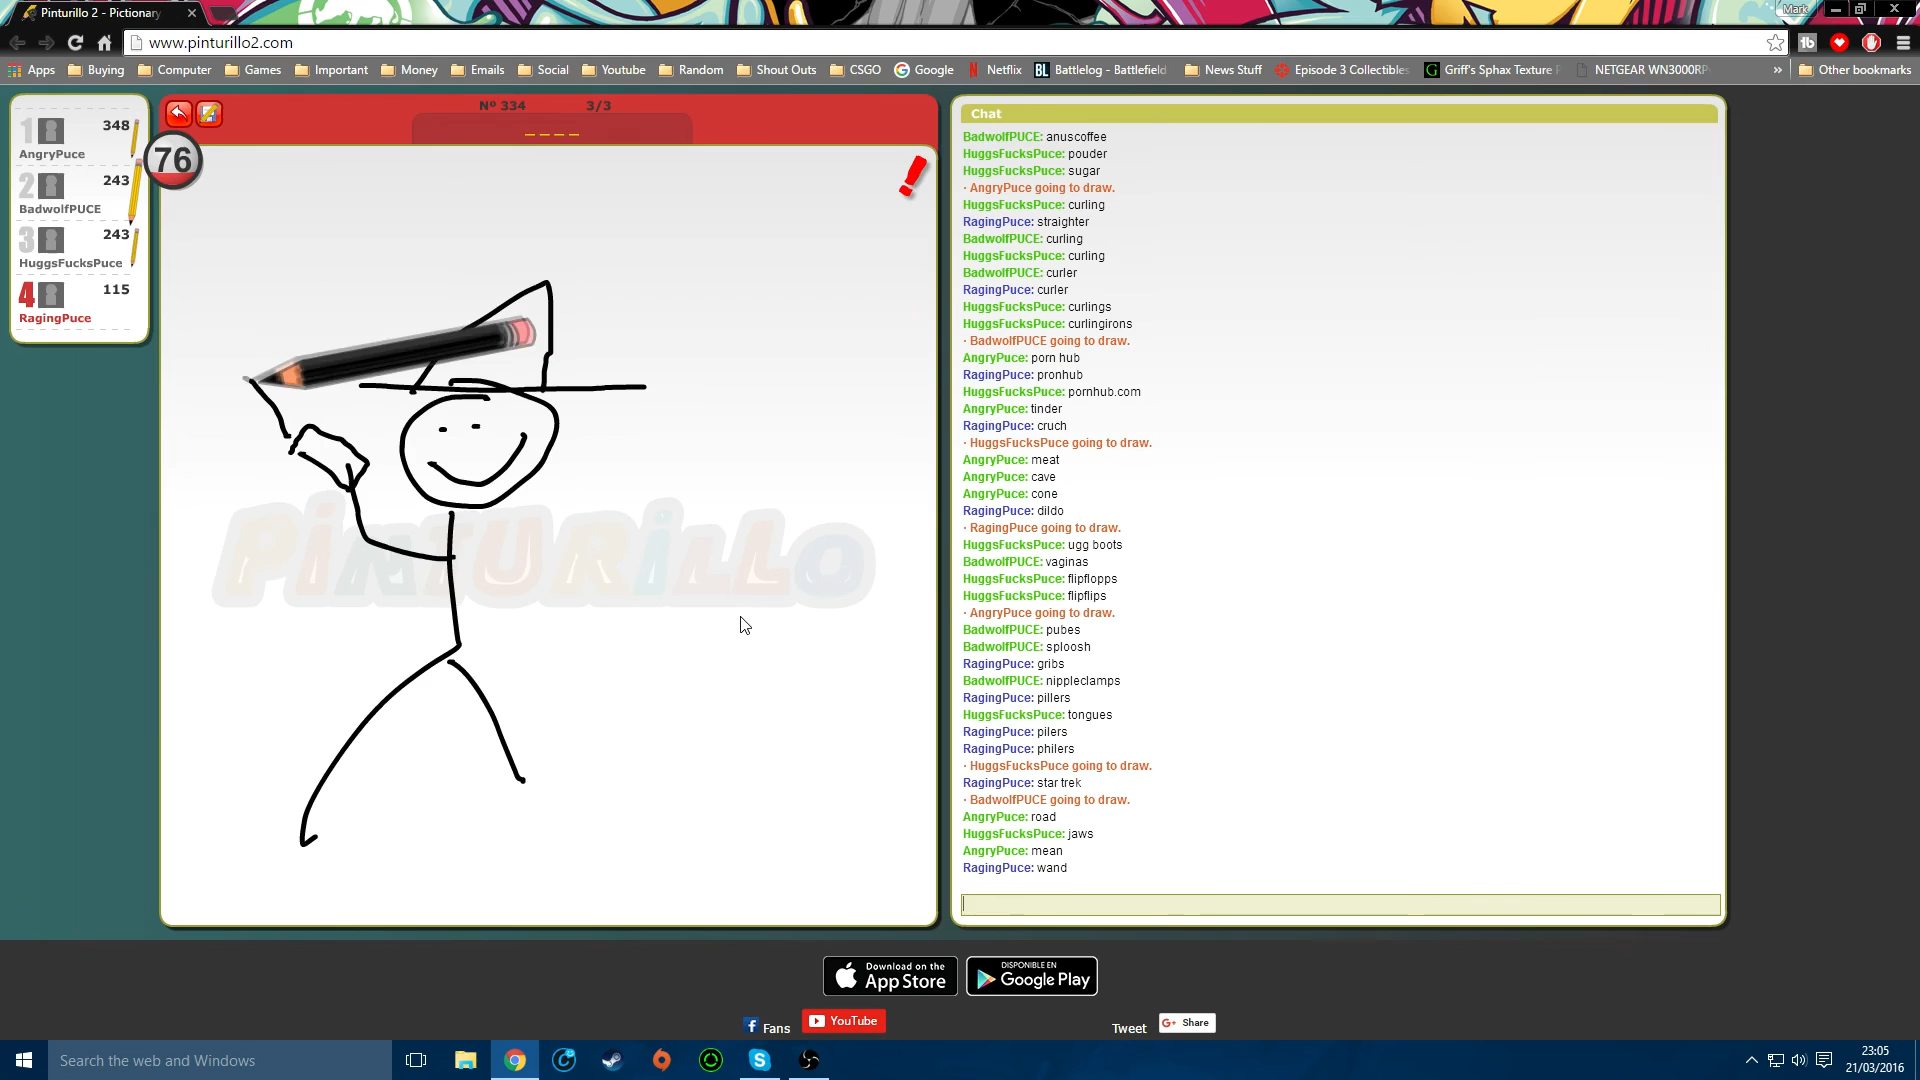 Pinturillo 2 - Pictionary
Mark
www.pinturillo2.com
Apps Buying Computer Games Important Money Emails Social Youtube Random Shout Outs CSGO Google Netflix BL Battlelog - Battlefield News Stuff Episode 3 Collectibles Griff's Sphax Texture NETGEAR WN3000RP » Other bookmarks
1 348
AngryPuce
2 243
BadwolfPUCE
3 243
HuggsFucksPuce
4 115
RagingPuce
76
Nº 334 3/3
_ _ _ _
PINTURILLO
Chat
BadwolfPUCE: anuscoffee
HuggsFucksPuce: pouder
HuggsFucksPuce: sugar
· AngryPuce going to draw.
HuggsFucksPuce: curling
RagingPuce: straighter
BadwolfPUCE: curling
HuggsFucksPuce: curling
BadwolfPUCE: curler
RagingPuce: curler
HuggsFucksPuce: curlings
HuggsFucksPuce: curlingirons
· BadwolfPUCE going to draw.
AngryPuce: porn hub
RagingPuce: pronhub
HuggsFucksPuce: pornhub.com
AngryPuce: tinder
RagingPuce: cruch
· HuggsFucksPuce going to draw.
AngryPuce: meat
AngryPuce: cave
AngryPuce: cone
RagingPuce: dildo
· RagingPuce going to draw.
HuggsFucksPuce: ugg boots
BadwolfPUCE: vaginas
HuggsFucksPuce: flipflopps
HuggsFucksPuce: flipflips
· AngryPuce going to draw.
BadwolfPUCE: pubes
BadwolfPUCE: sploosh
RagingPuce: gribs
BadwolfPUCE: nippleclamps
RagingPuce: pillers
HuggsFucksPuce: tongues
RagingPuce: pilers
RagingPuce: philers
· HuggsFucksPuce going to draw.
RagingPuce: star trek
· BadwolfPUCE going to draw.
AngryPuce: road
HuggsFucksPuce: jaws
AngryPuce: mean
RagingPuce: wand
Download on the
App Store
DISPONIBLE EN
Google Play
Fans YouTube Tweet G+ Share
Search the web and Windows
23:05
21/03/2016